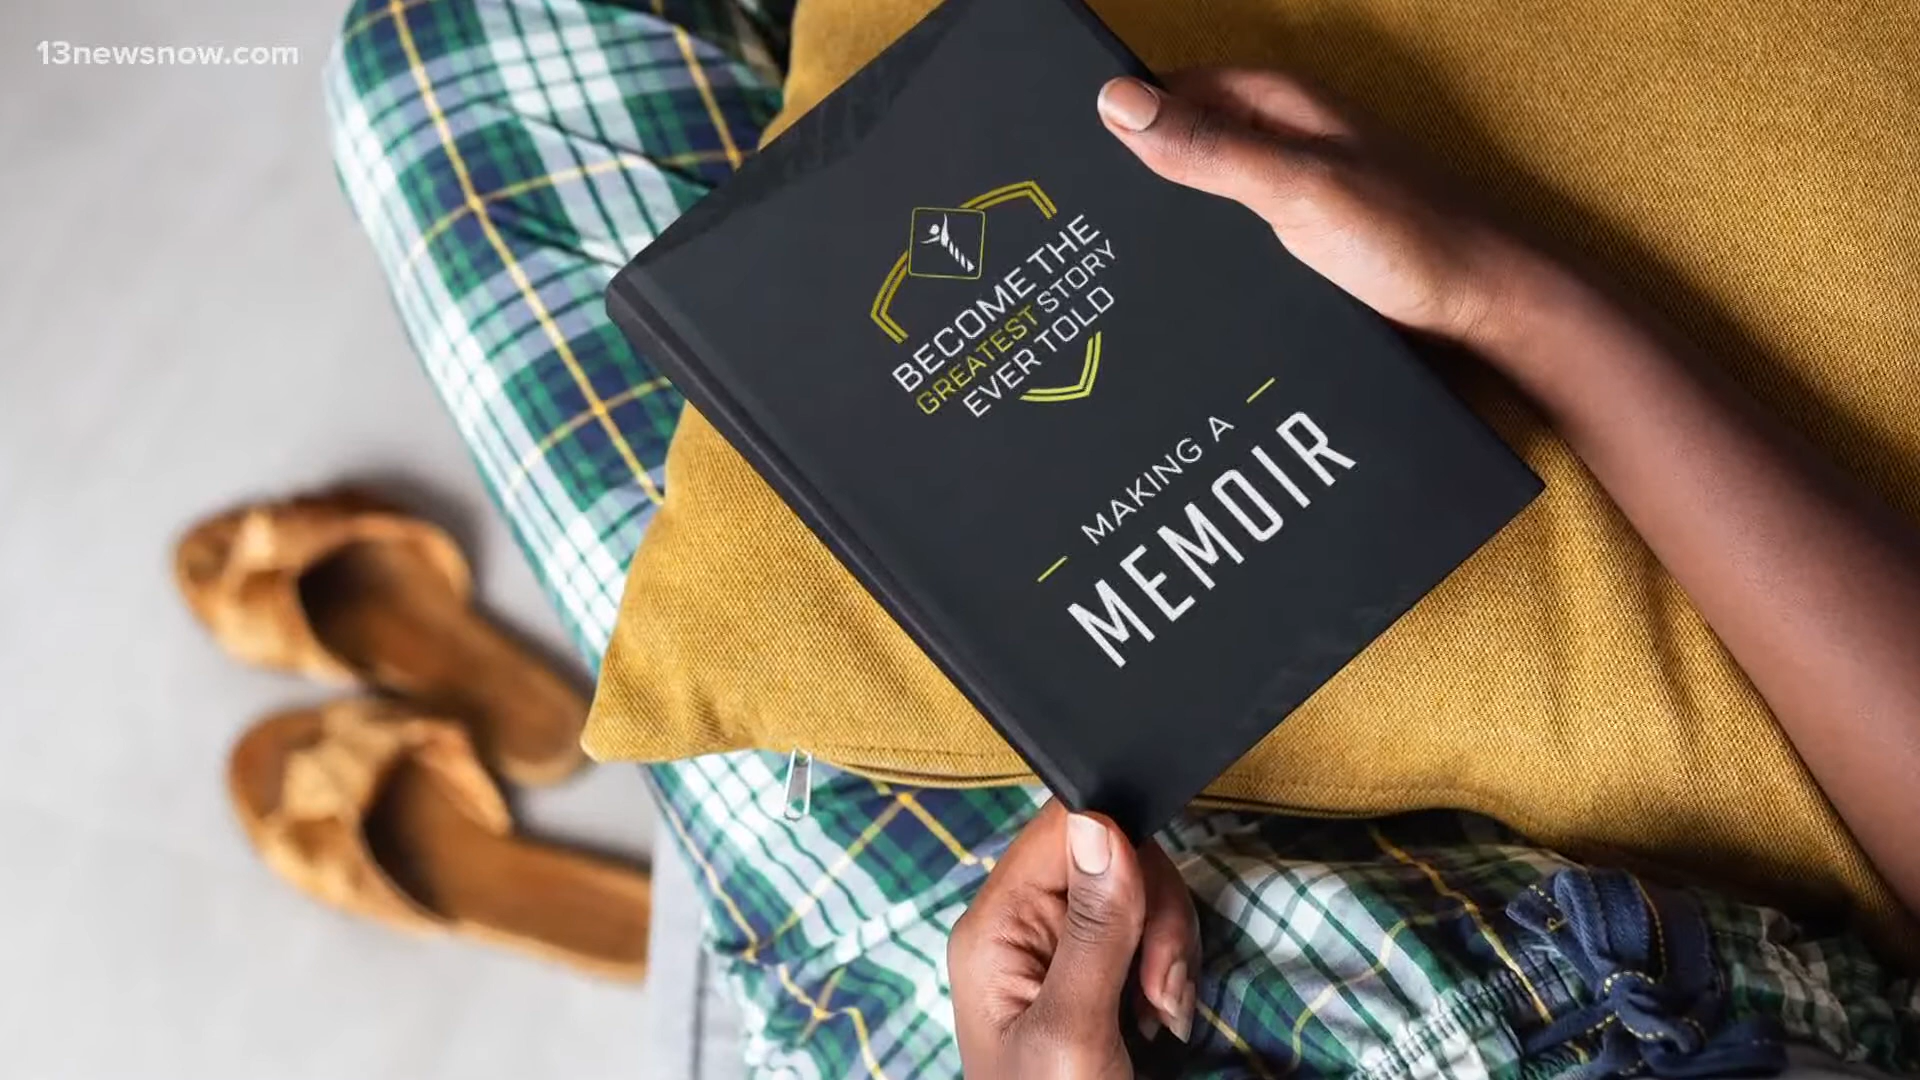 13newsnow.com
BECOME THE
GREATEST STORY
EVER TOLD
MAKING A
MEMOIR